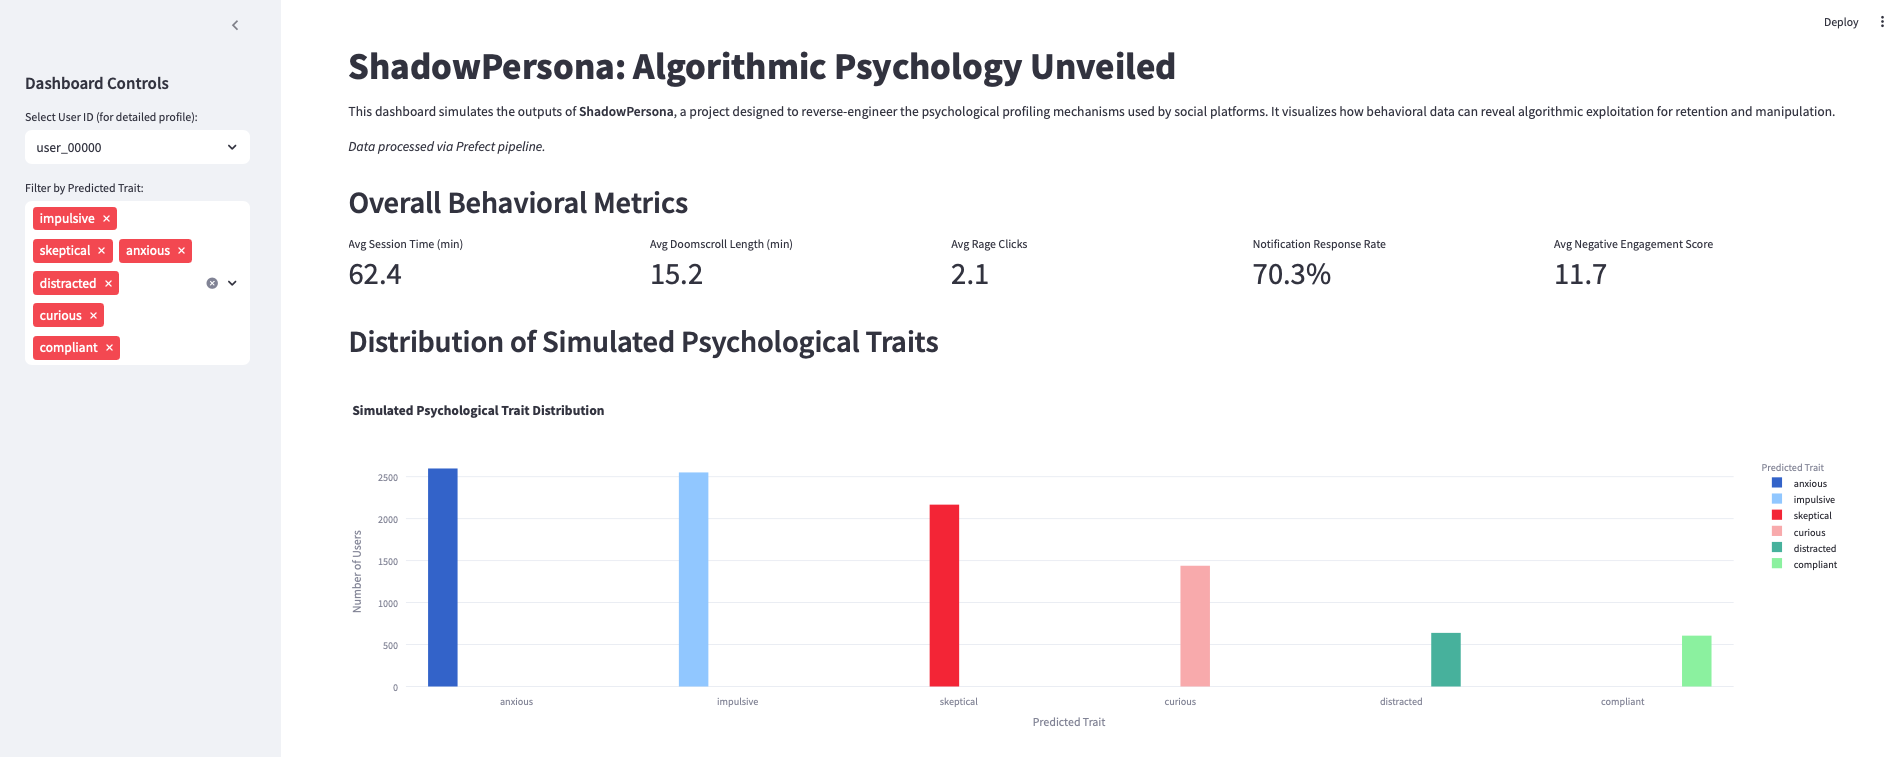 Deploy
Dashboard Controls
Select User ID (for detailed profile):
user_00000
Filter by Predicted Trait:
impulsive
skeptical anxious
distracted
curious
compliant
ShadowPersona: Algorithmic Psychology Unveiled
This dashboard simulates the outputs of ShadowPersona, a project designed to reverse-engineer the psychological profiling mechanisms used by social platforms. It visualizes how behavioral data can reveal algorithmic exploitation for retention and manipulation.
Data processed via Prefect pipeline.
Overall Behavioral Metrics
Avg Session Time (min)
62.4
Avg Doomscroll Length (min)
15.2
Avg Rage Clicks
2.1
Notification Response Rate
70.3%
Avg Negative Engagement Score
11.7
Distribution of Simulated Psychological Traits
Simulated Psychological Trait Distribution
Number of Users
2500
2000
1500
1000
500
0
anxious impulsive skeptical curious distracted compliant
Predicted Trait
Predicted Trait
anxious
impulsive
skeptical
curious
distracted
compliant